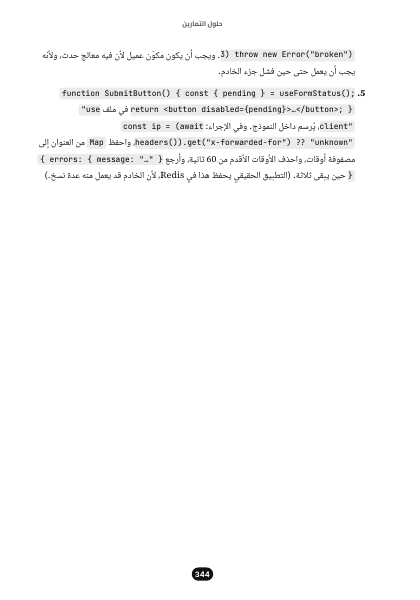 حلول التمارين
3) throw new Error("broken"). ويجب أن يكون مكوّن عميل لأن فيه معالج حدث، ولأنه
يجب أن يعمل حتى حين فشل جزء الخادم.
5. function SubmitButton() { const { pending } = useFormStatus();
return <button disabled={pending}>…</button>; } في ملف "use
client"، يُرسم داخل النموذج. وفي الإجراء: const ip = (await
headers()).get("x-forwarded-for") ?? "unknown"، واحفظ Map من العنوان إلى
مصفوفة أوقات، واحذف الأوقات الأقدم من 60 ثانية، وأرجع { errors: { message: "…" }
} حين يبقى ثلاثة. (التطبيق الحقيقي يحفظ هذا في Redis، لأن الخادم قد يعمل منه عدة نسخ.)
344